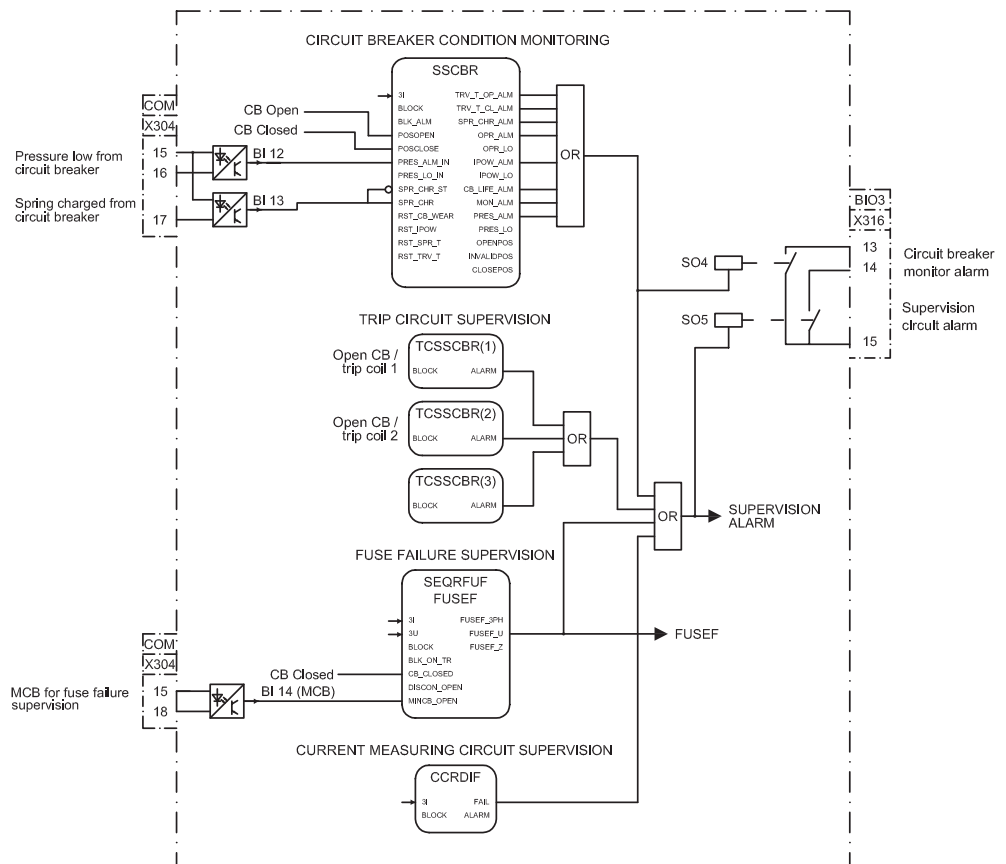 CIRCUIT BREAKER CONDITION MONITORING
SSCBR
3I
BLOCK
BLK_ALM
POSOPEN
POSCLOSE
PRES_ALM_IN
PRES_LO_IN
SPR_CHR_ST
SPR_CHR
RST_CB_WEAR
RST_IPOW
RST_SPR_T
RST_TRV_T
TRV_T_OP_ALM
TRV_T_CL_ALM
SPR_CHR_ALM
OPR_ALM
OPR_LO
IPOW_ALM
IPOW_LO
CB_LIFE_ALM
MON_ALM
PRES_ALM
PRES_LO
OPENPOS
INVALIDPOS
CLOSEPOS
OR
CB Open
CB Closed
COM
X304
15
16
17
Pressure low from
circuit breaker
Spring charged from
circuit breaker
BI 12
BI 13
BIO3
X316
13
14
15
Circuit breaker
monitor alarm
Supervision
circuit alarm
SO4
SO5
TRIP CIRCUIT SUPERVISION
Open CB /
trip coil 1
TCSSCBR(1)
BLOCK ALARM
Open CB /
trip coil 2
TCSSCBR(2)
BLOCK ALARM
TCSSCBR(3)
BLOCK ALARM
OR
OR
SUPERVISION
ALARM
FUSE FAILURE SUPERVISION
SEQRFUF
FUSEF
3I
3U
BLOCK
BLK_ON_TR
CB_CLOSED
DISCON_OPEN
MINCB_OPEN
FUSEF_3PH
FUSEF_U
FUSEF_Z
FUSEF
COM
X304
15
18
MCB for fuse failure
supervision
CB Closed
BI 14 (MCB)
CURRENT MEASURING CIRCUIT SUPERVISION
CCRDIF
3I FAIL
BLOCK ALARM